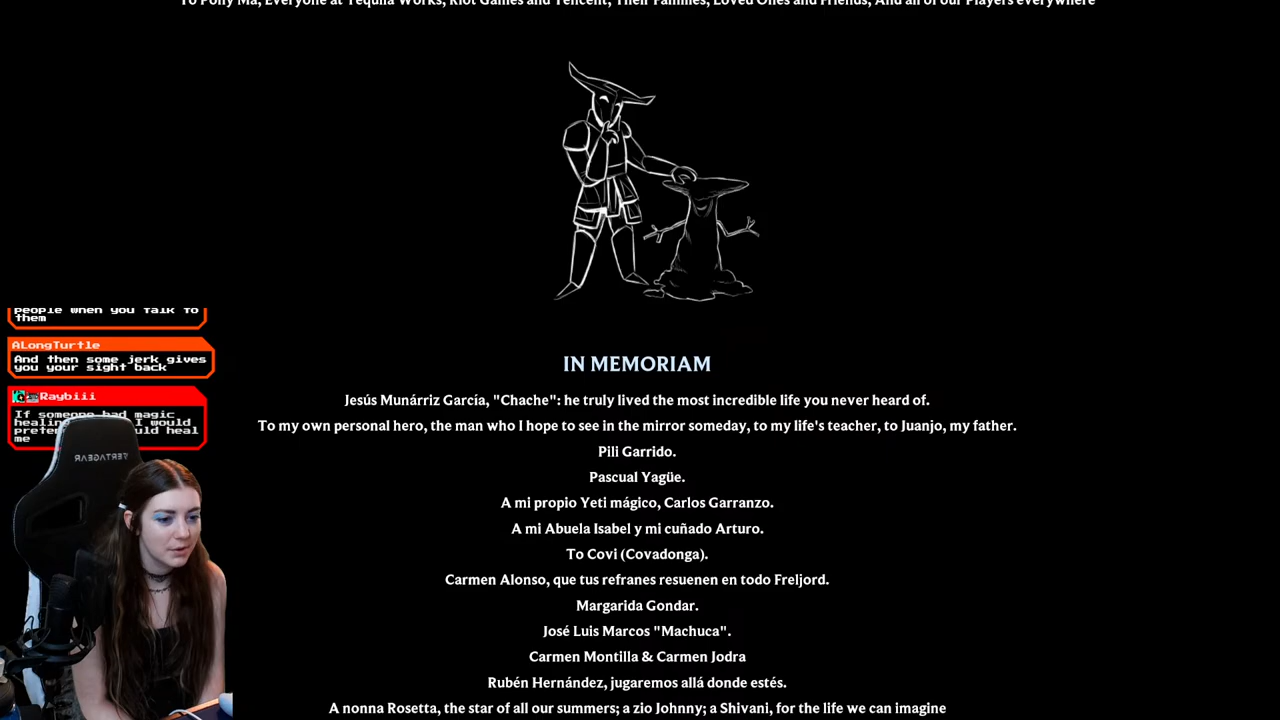 To Pony Ma, Everyone at Tequila Works, Riot Games and Tencent, Their Families, Loved Ones and Friends, And all of our Players everywhere
people when you talk to
them
ALongTurtle
And then some jerk gives
you your sight back
Raybiii
If someone had magic
healing I would
me
VERTAGEAR
IN MEMORIAM
Jesús Munárriz García, "Chache": he truly lived the most incredible life you never heard of.
To my own personal hero, the man who I hope to see in the mirror someday, to my life's teacher, to Juanjo, my father.
Pili Garrido.
Pascual Yagüe.
A mi propio Yeti mágico, Carlos Garranzo.
A mi Abuela Isabel y mi cuñado Arturo.
To Covi (Covadonga).
Carmen Alonso, que tus refranes resuenen en todo Freljord.
Margarida Gondar.
José Luis Marcos "Machuca".
Carmen Montilla & Carmen Jodra
Rubén Hernández, jugaremos allá donde estés.
A nonna Rosetta, the star of all our summers; a zio Johnny; a Shivani, for the life we can imagine